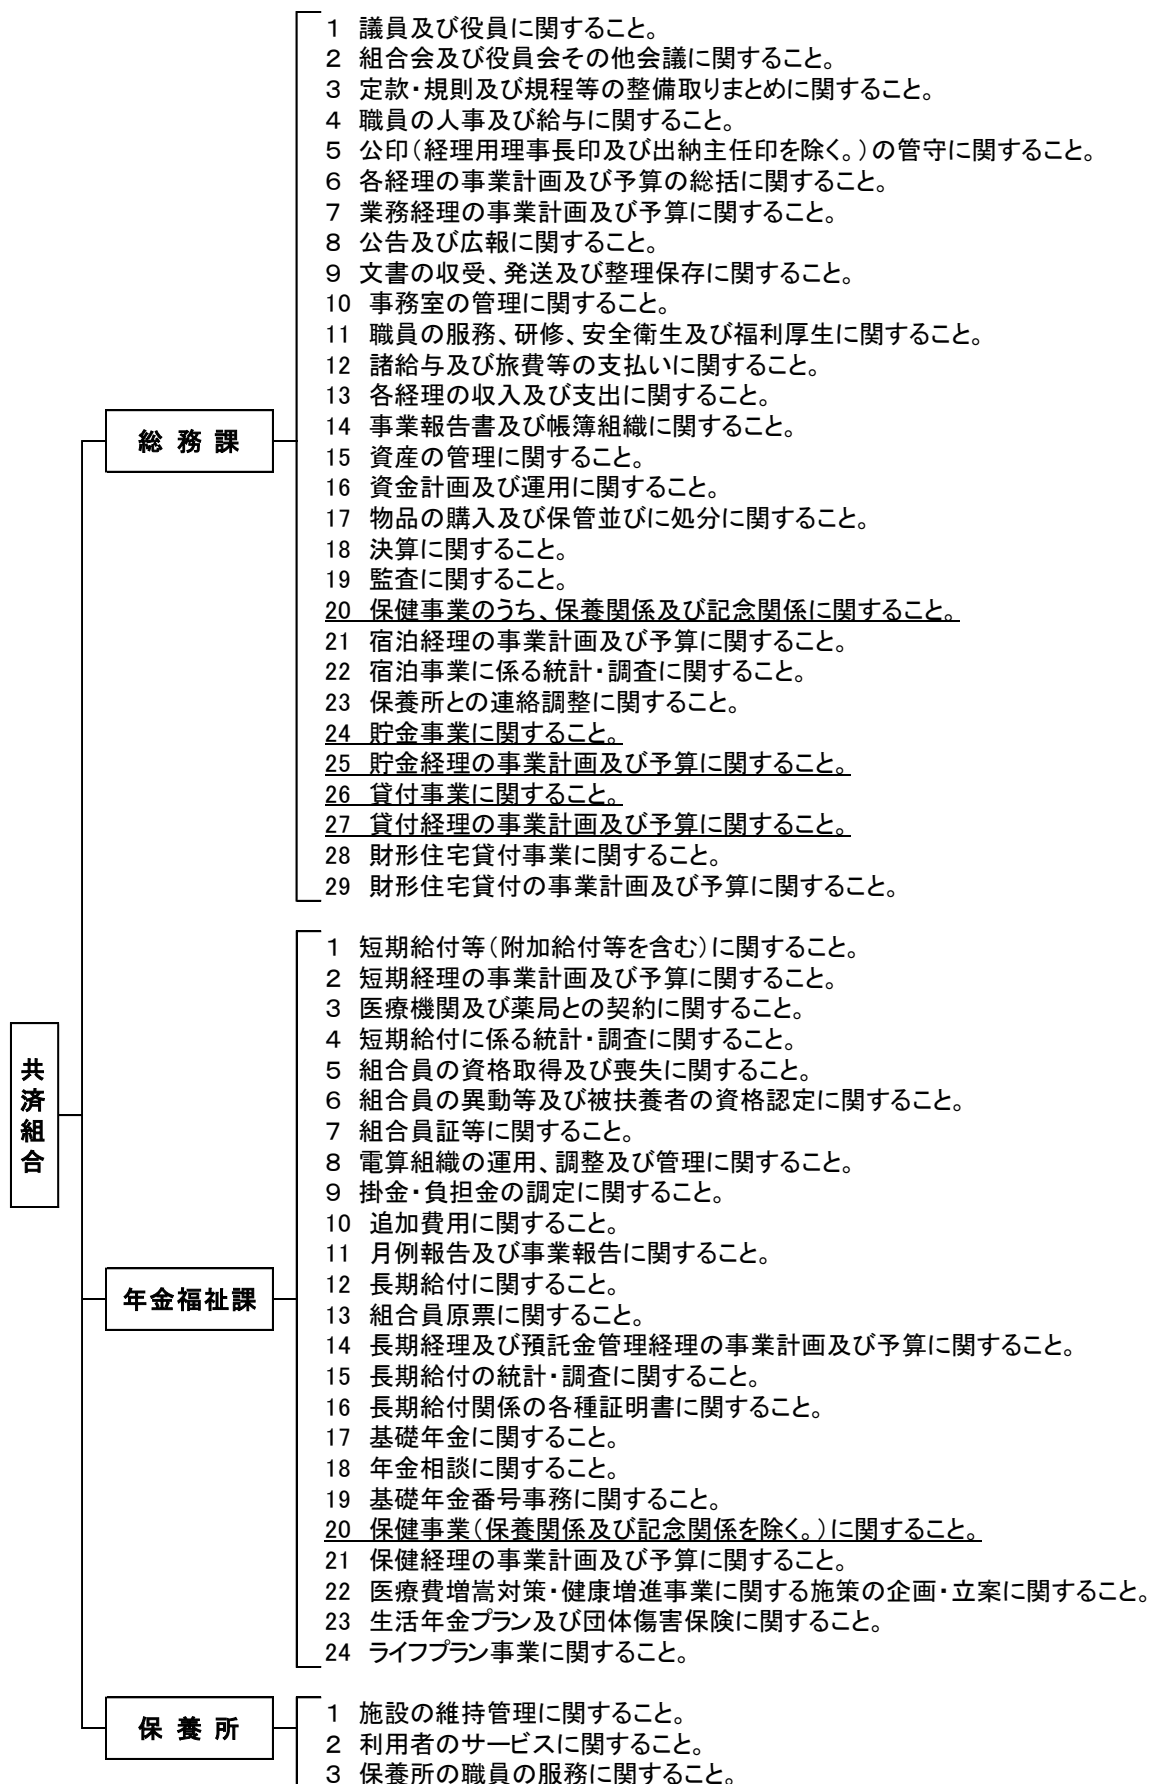 共済組合
総務課
1 議員及び役員に関すること。
2 組合会及び役員会その他会議に関すること。
3 定款・規則及び規程等の整備取りまとめに関すること。
4 職員の人事及び給与に関すること。
5 公印（経理用理事長印及び出納主任印を除く。）の管守に関すること。
6 各経理の事業計画及び予算の総括に関すること。
7 業務経理の事業計画及び予算に関すること。
8 公告及び広報に関すること。
9 文書の収受、発送及び整理保存に関すること。
10 事務室の管理に関すること。
11 職員の服務、研修、安全衛生及び福利厚生に関すること。
12 諸給与及び旅費等の支払いに関すること。
13 各経理の収入及び支出に関すること。
14 事業報告書及び帳簿組織に関すること。
15 資産の管理に関すること。
16 資金計画及び運用に関すること。
17 物品の購入及び保管並びに処分に関すること。
18 決算に関すること。
19 監査に関すること。
20 保健事業のうち、保養関係及び記念関係に関すること。
21 宿泊経理の事業計画及び予算に関すること。
22 宿泊事業に係る統計・調査に関すること。
23 保養所との連絡調整に関すること。
24 貯金事業に関すること。
25 貯金経理の事業計画及び予算に関すること。
26 貸付事業に関すること。
27 貸付経理の事業計画及び予算に関すること。
28 財形住宅貸付事業に関すること。
29 財形住宅貸付の事業計画及び予算に関すること。
年金福祉課
1 短期給付等（附加給付等を含む）に関すること。
2 短期経理の事業計画及び予算に関すること。
3 医療機関及び薬局との契約に関すること。
4 短期給付に係る統計・調査に関すること。
5 組合員の資格取得及び喪失に関すること。
6 組合員の異動等及び被扶養者の資格認定に関すること。
7 組合員証等に関すること。
8 電算組織の運用、調整及び管理に関すること。
9 掛金・負担金の調定に関すること。
10 追加費用に関すること。
11 月例報告及び事業報告に関すること。
12 長期給付に関すること。
13 組合員原票に関すること。
14 長期経理及び預託金管理経理の事業計画及び予算に関すること。
15 長期給付の統計・調査に関すること。
16 長期給付関係の各種証明書に関すること。
17 基礎年金に関すること。
18 年金相談に関すること。
19 基礎年金番号事務に関すること。
20 保健事業（保養関係及び記念関係を除く。）に関すること。
21 保健経理の事業計画及び予算に関すること。
22 医療費増嵩対策・健康増進事業に関する施策の企画・立案に関すること。
23 生活年金プラン及び団体傷害保険に関すること。
24 ライフプラン事業に関すること。
保養所
1 施設の維持管理に関すること。
2 利用者のサービスに関すること。
3 保養所の職員の服務に関すること。